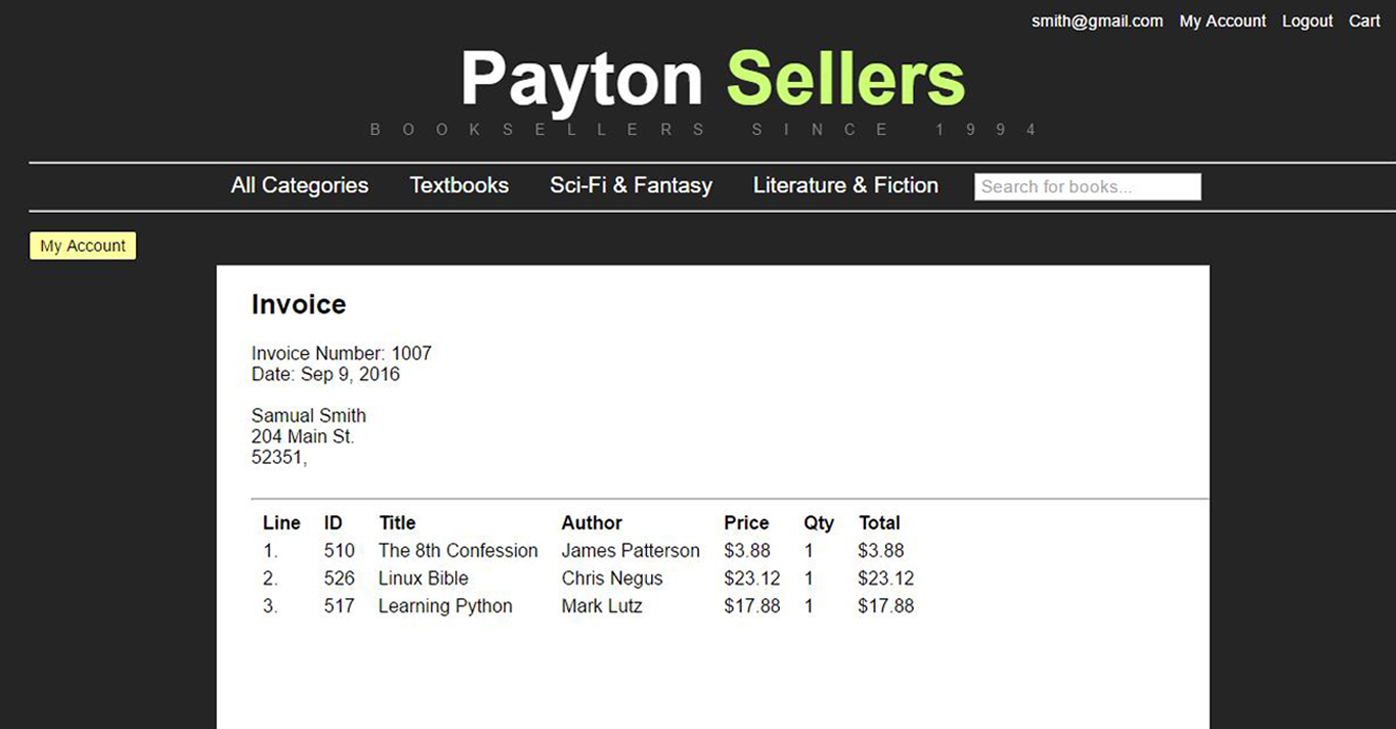 smith@gmail.com My Account Logout Cart
Payton Sellers
BOOKSELLERS SINCE 1994
All Categories Textbooks Sci-Fi & Fantasy Literature & Fiction Search for books...
My Account
Invoice
Invoice Number: 1007
Date: Sep 9, 2016
Samual Smith
204 Main St.
52351,
Line ID Title Author Price Qty Total
1. 510 The 8th Confession James Patterson $3.88 1 $3.88
2. 526 Linux Bible Chris Negus $23.12 1 $23.12
3. 517 Learning Python Mark Lutz $17.88 1 $17.88